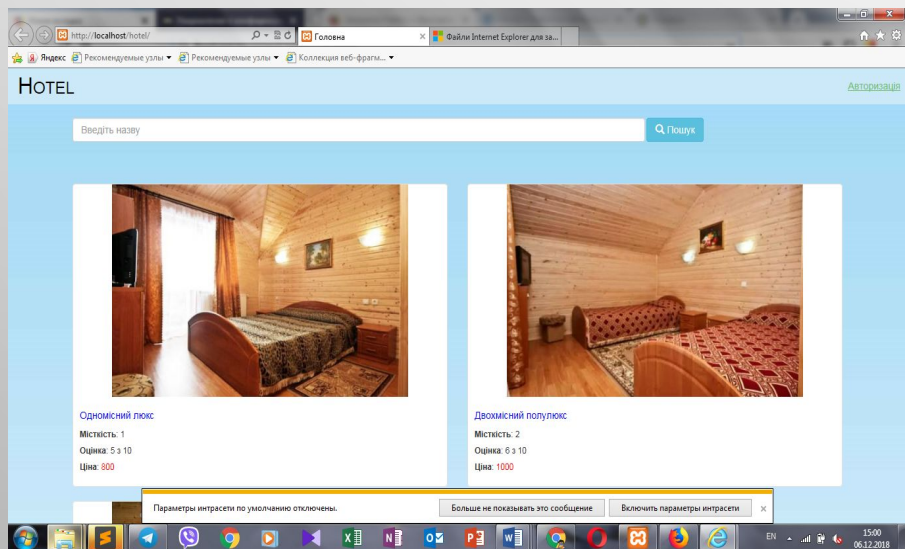 http://localhost/hotel/
Головна
Файли Internet Explorer для за...
Яндекс
Рекомендуемые узлы
Рекомендуемые узлы
Коллекция веб-фрагм...
HOTEL
Авторизація
Введіть назву
Пошук
Одномісний люкс
Місткість: 1
Оцінка: 5 з 10
Ціна: 800
Двохмісний полулюкс
Місткість: 2
Оцінка: 6 з 10
Ціна: 1000
Параметры интрасети по умолчанию отключены.
Больше не показывать это сообщение
Включить параметры интрасети
EN
15:00
06.12.2018